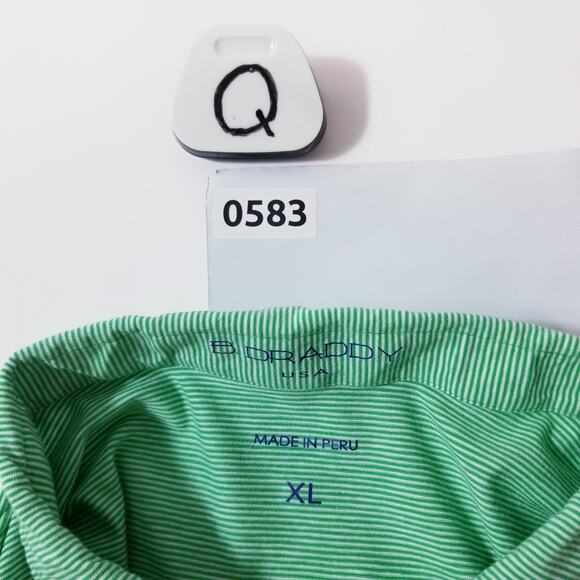 Q
0583
B. DRADDY
USA
MADE IN PERU
XL